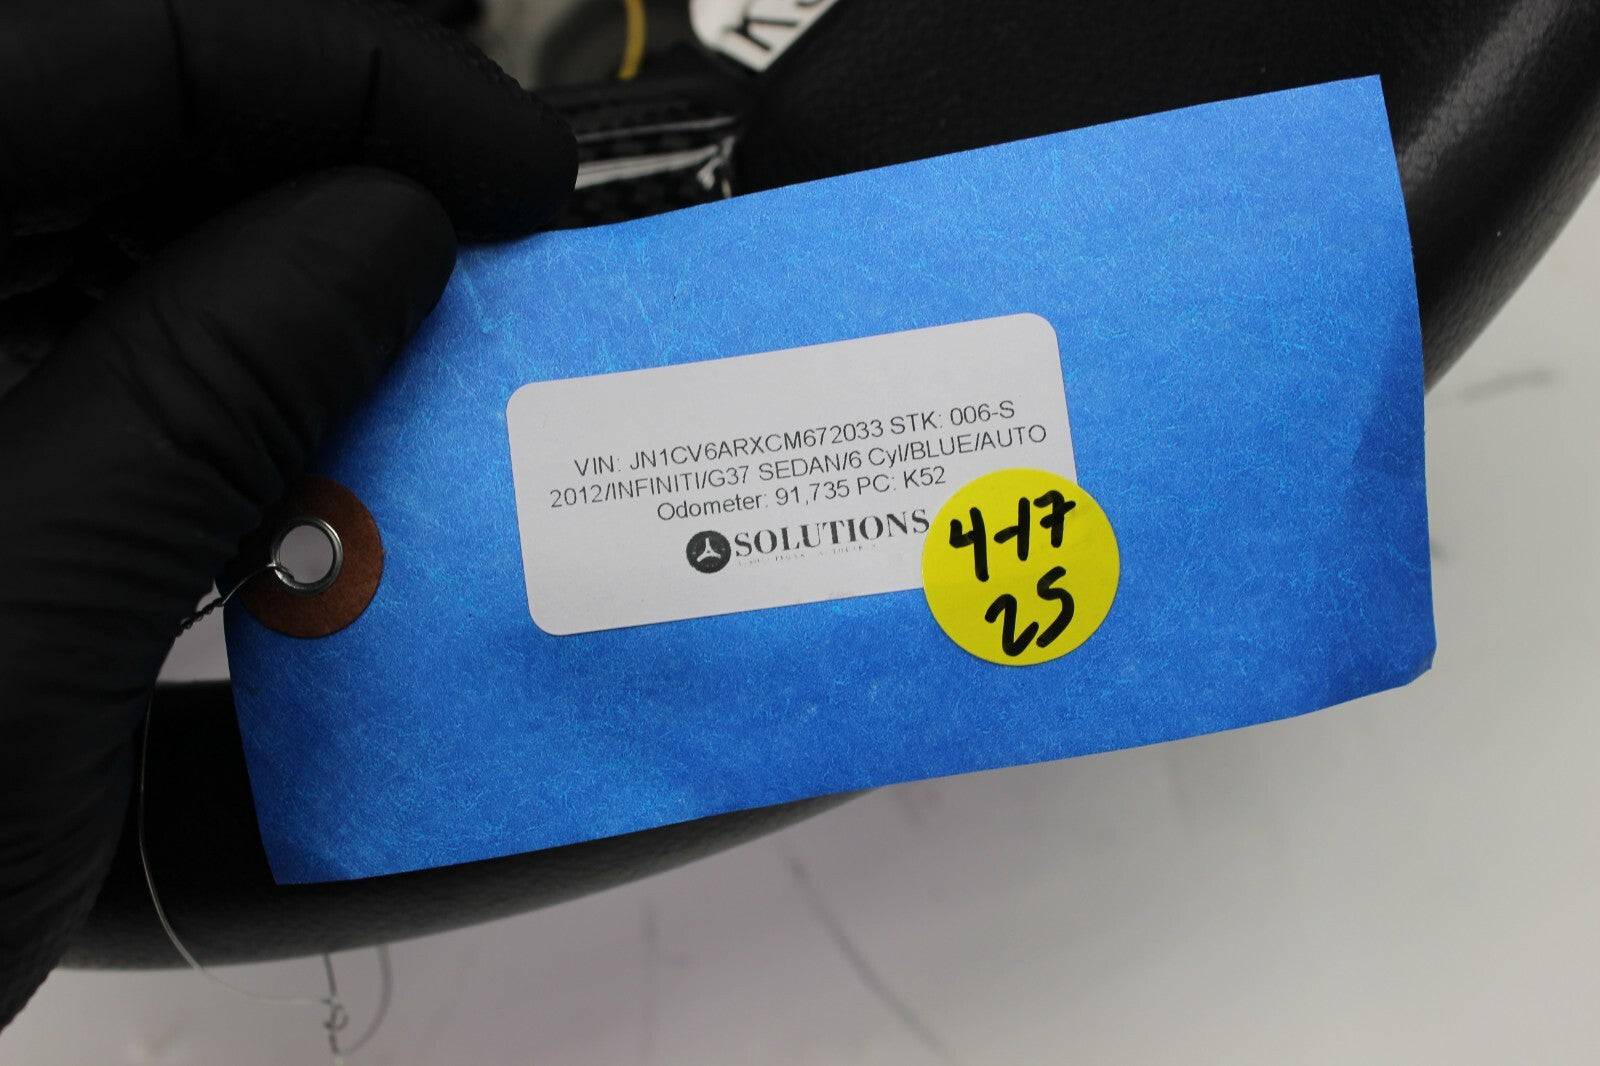 VIN: JN1CV6ARXCM672033 STK: 006-S
2012/INFINITI/G37 SEDAN/6 Cyl/BLUE/AUTO
Odometer: 91,735 PC: K52
SOLUTIONS
4-17
25